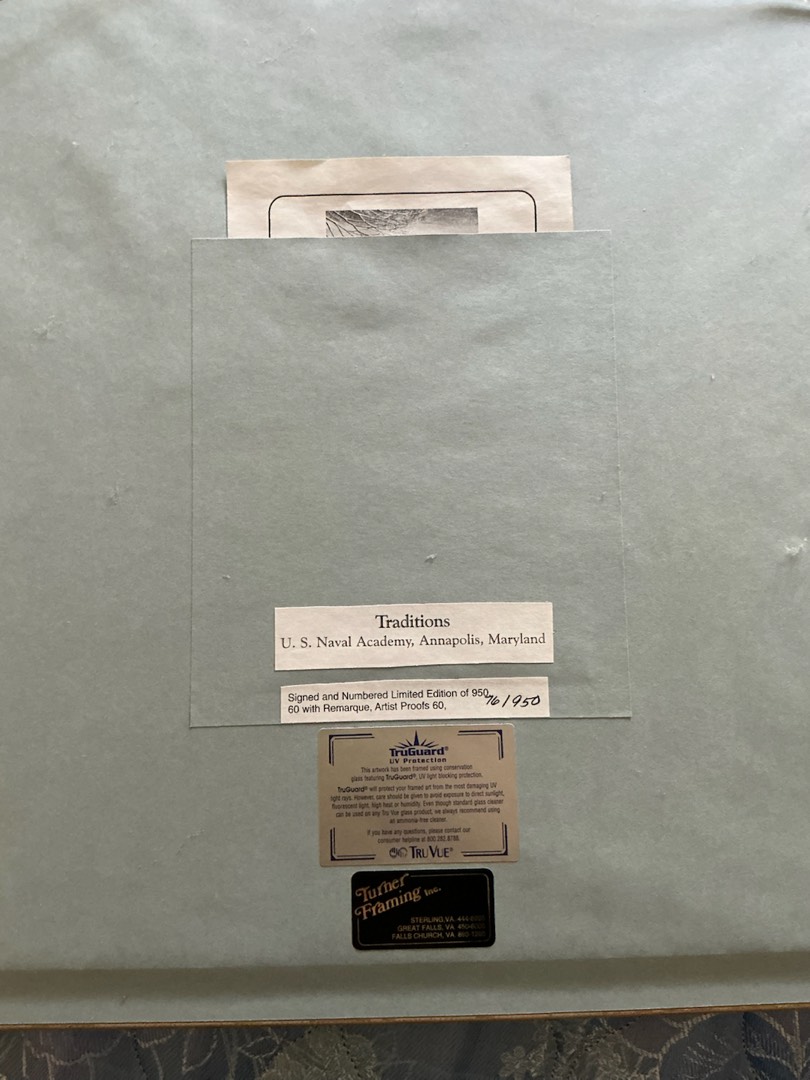 Traditions
U. S. Naval Academy, Annapolis, Maryland
Signed and Numbered Limited Edition of 950,
60 with Remarque, Artist Proofs 60,
76/950
TruGuard®
UV Protection
This artwork has been framed using conservation
glass featuring TruGuard®, UV light blocking protection.
TruGuard® will protect your framed art from the most damaging UV
light rays. However, care should be given to avoid exposure to direct sunlight,
fluorescent light, high heat or humidity. Even though standard glass cleaner
can be used on any Tru Vue glass product, we always recommend using
an ammonia-free cleaner.
If you have any questions, please contact our
consumer helpline at 800.282.8788.
TRU VUE®
Turner
Framing Inc.
STERLING, VA.
GREAT FALLS, VA.
FALLS CHURCH, VA.